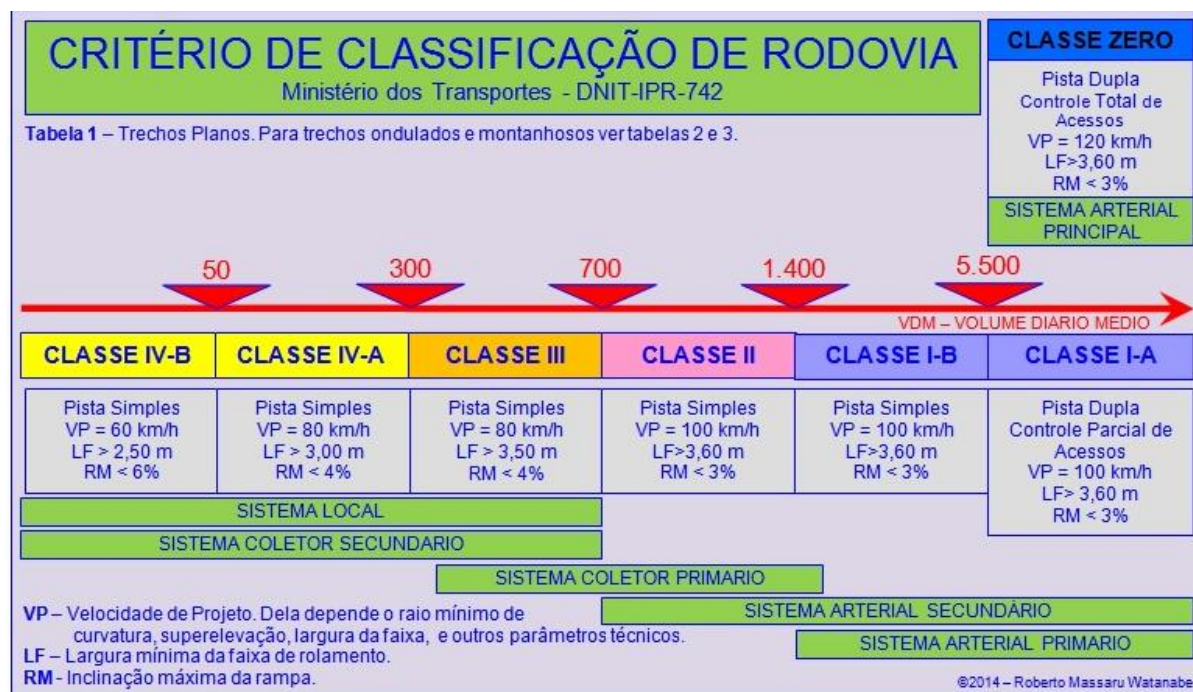 CRITÉRIO DE CLASSIFICAÇÃO DE RODOVIA
Ministério dos Transportes - DNIT-IPR-742
Tabela 1 – Trechos Planos. Para trechos ondulados e montanhosos ver tabelas 2 e 3.
CLASSE ZERO
Pista Dupla
Controle Total de
Acessos
VP = 120 km/h
LF>3,60 m
RM < 3%
SISTEMA ARTERIAL
PRINCIPAL
50
300
700
1.400
5.500
VDM – VOLUME DIARIO MEDIO
CLASSE IV-B
Pista Simples
VP = 60 km/h
LF > 2,50 m
RM < 6%
CLASSE IV-A
Pista Simples
VP = 80 km/h
LF > 3,00 m
RM < 4%
CLASSE III
Pista Simples
VP = 80 km/h
LF > 3,50 m
RM < 4%
CLASSE II
Pista Simples
VP = 100 km/h
LF>3,60 m
RM < 3%
CLASSE I-B
Pista Simples
VP = 100 km/h
LF>3,60 m
RM < 3%
CLASSE I-A
Pista Dupla
Controle Parcial de
Acessos
VP = 100 km/h
LF> 3,60 m
RM < 3%
SISTEMA LOCAL
SISTEMA COLETOR SECUNDARIO
SISTEMA COLETOR PRIMARIO
SISTEMA ARTERIAL SECUNDÀRIO
SISTEMA ARTERIAL PRIMARIO
VP – Velocidade de Projeto. Dela depende o raio mínimo de
curvatura, superelevação, largura da faixa, e outros parâmetros técnicos.
LF – Largura mínima da faixa de rolamento.
RM - Inclinação máxima da rampa.
©2014 – Roberto Massaru Watanabe